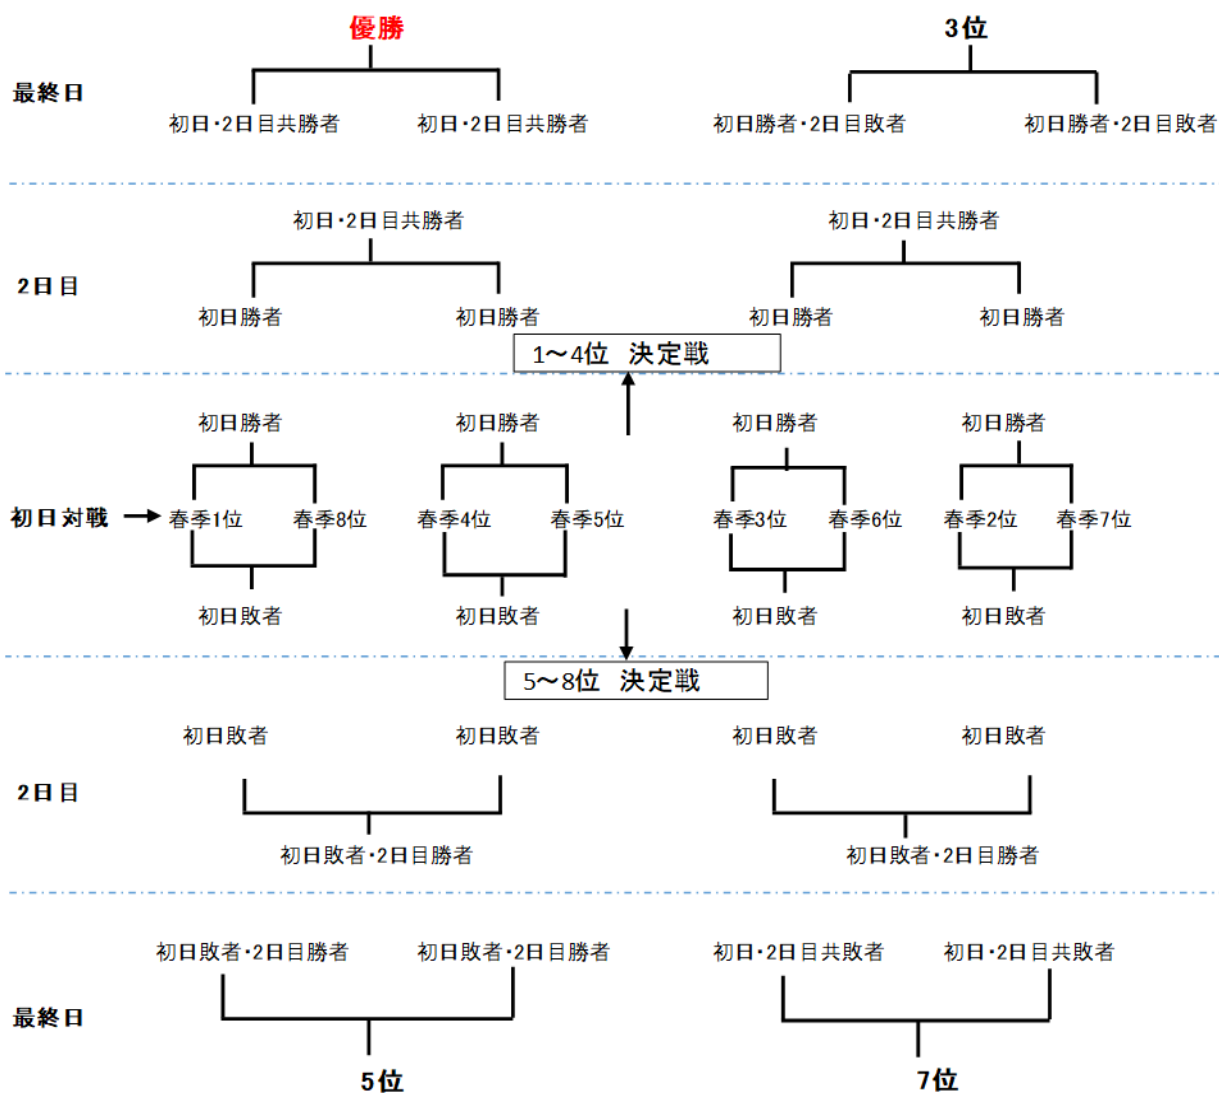 優勝
3位
最終日
初日・2日目共勝者 初日・2日目共勝者 初日勝者・2日目敗者 初日勝者・2日目敗者
初日・2日目共勝者 初日・2日目共勝者
2日目
初日勝者 初日勝者 初日勝者 初日勝者
1～4位 決定戦
初日勝者 初日勝者 初日勝者 初日勝者
初日対戦 春季1位 春季8位 春季4位 春季5位 春季3位 春季6位 春季2位 春季7位
初日敗者 初日敗者 初日敗者 初日敗者
5～8位 決定戦
初日敗者 初日敗者 初日敗者 初日敗者
2日目
初日敗者・2日目勝者 初日敗者・2日目勝者
初日敗者・2日目勝者 初日敗者・2日目勝者 初日・2日目共敗者 初日・2日目共敗者
最終日
5位 7位